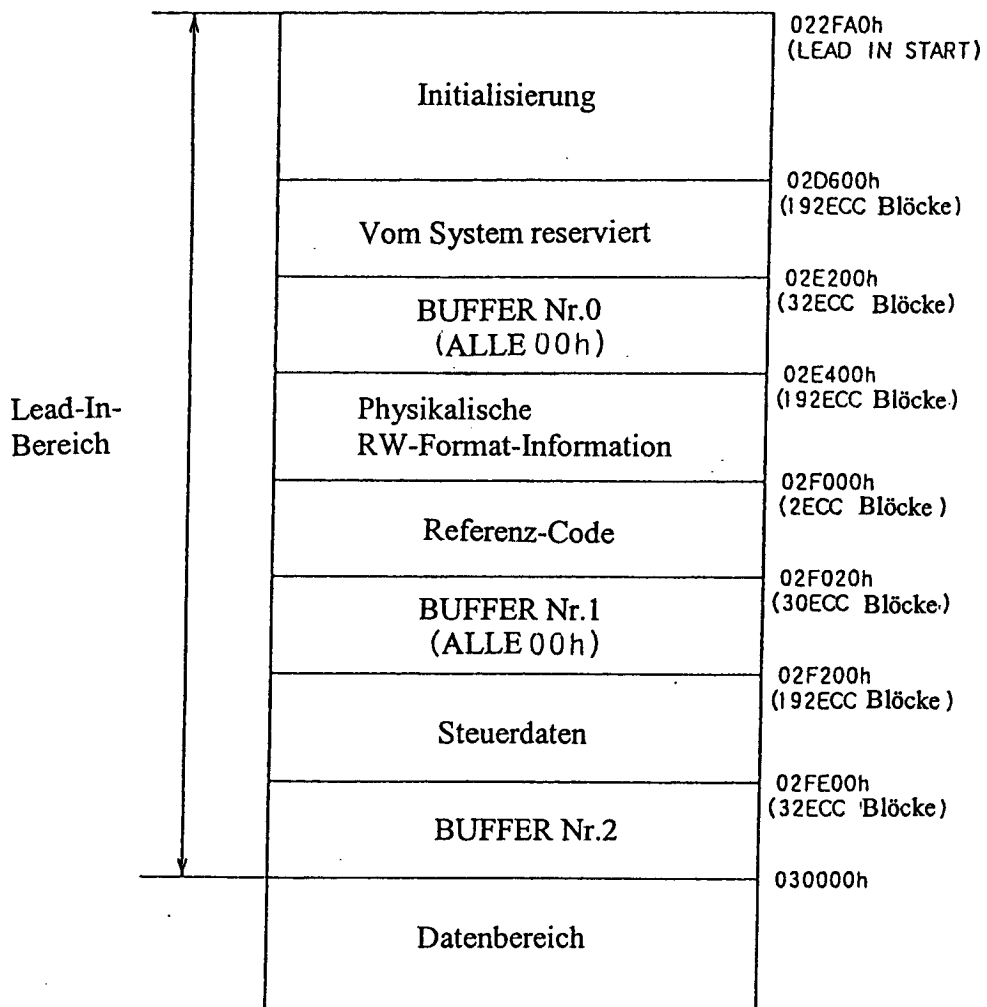 022FA0h
(LEAD IN START)
Initialisierung
02D600h
(192ECC Blöcke)
Vom System reserviert
02E200h
(32ECC Blöcke)
BUFFER Nr.0
(ALLE 00h)
02E400h
(192ECC Blöcke)
Lead-In-
Bereich
Physikalische
RW-Format-Information
02F000h
(2ECC Blöcke)
Referenz-Code
02F020h
(30ECC Blöcke)
BUFFER Nr.1
(ALLE 00h)
02F200h
(192ECC Blöcke)
Steuerdaten
02FE00h
(32ECC Blöcke)
BUFFER Nr.2
030000h
Datenbereich